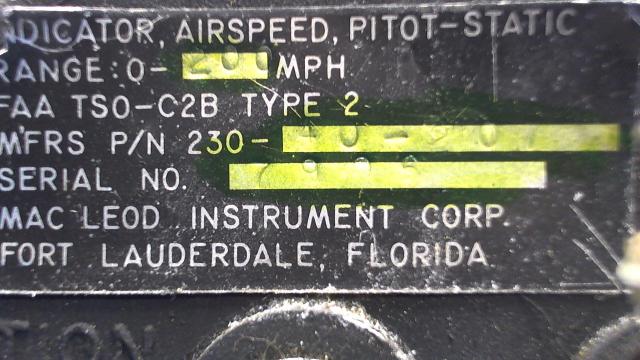 INDICATOR, AIRSPEED, PITOT-STATIC
RANGE: 0-200 MPH
FAA TSO-C2B TYPE 2
MFRS P/N 230-
SERIAL NO.
MAC LEOD INSTRUMENT CORP.
FORT LAUDERDALE, FLORIDA